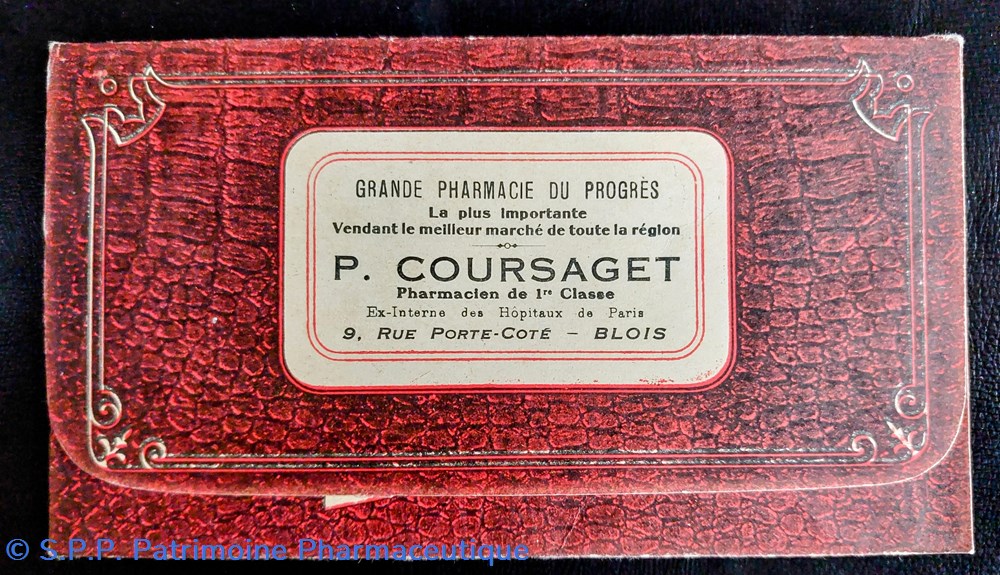 GRANDE PHARMACIE DU PROGRÈS
La plus importante
Vendant le meilleur marché de toute la région
P. COURSAGET
Pharmacien de 1re Classe
Ex-Interne des Hôpitaux de Paris
9, RUE PORTE-COTÉ – BLOIS
© S.P.P. Patrimoine Pharmaceutique